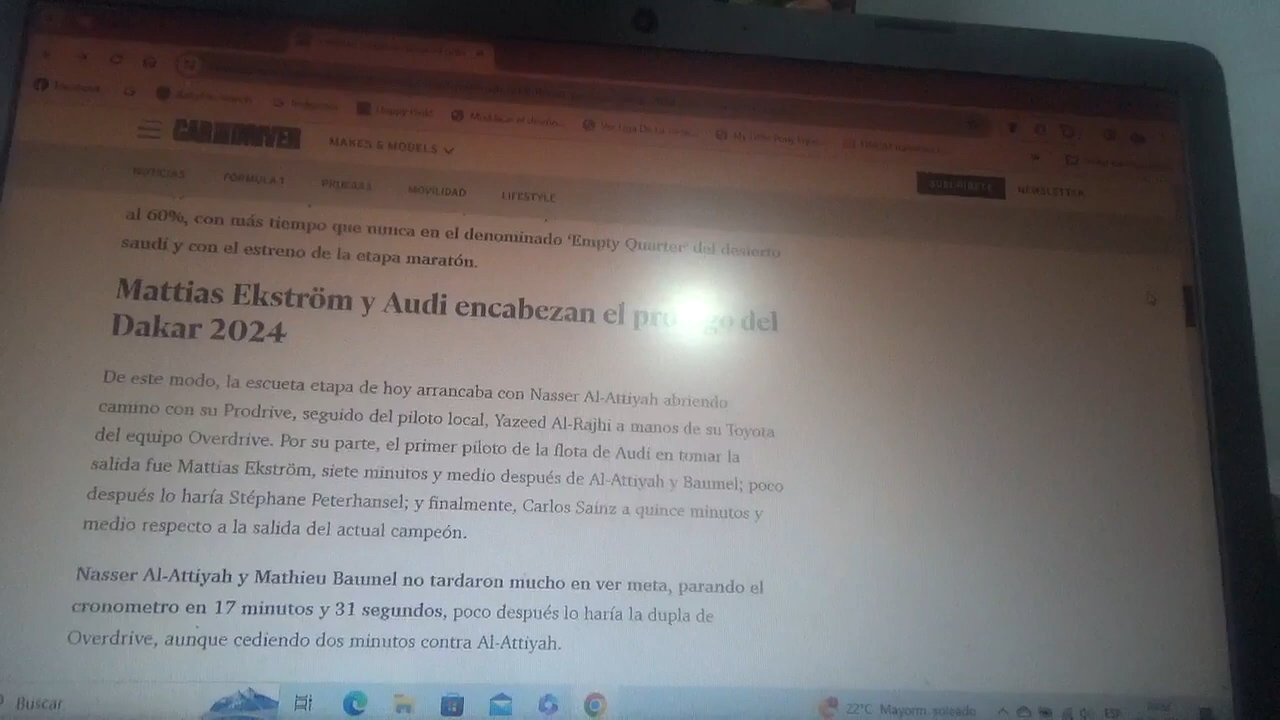 Facebook
CAR AND DRIVER
MAKES & MODELS
NOTICIAS FÓRMULA 1 PRUEBAS MOVILIDAD LIFESTYLE SUSCRÍBETE NEWSLETTER
al 60%, con más tiempo que nunca en el denominado ‘Empty Quarter’ del desierto
saudí y con el estreno de la etapa maratón.
Mattias Ekström y Audi encabezan el del
Dakar 2024
De este modo, la escueta etapa de hoy arrancaba con Nasser Al-Attiyah abriendo
camino con su Prodrive, seguido del piloto local, Yazeed Al-Rajhi a manos de su Toyota
del equipo Overdrive. Por su parte, el primer piloto de la flota de Audi en tomar la
salida fue Mattias Ekström, siete minutos y medio después de Al-Attiyah y Baumel; poco
después lo haría Stéphane Peterhansel; y finalmente, Carlos Sainz a quince minutos y
medio respecto a la salida del actual campeón.
Nasser Al-Attiyah y Mathieu Baumel no tardaron mucho en ver meta, parando el
cronometro en 17 minutos y 31 segundos, poco después lo haría la dupla de
Overdrive, aunque cediendo dos minutos contra Al-Attiyah.
Buscar 22°C Mayorm. soleado ESP